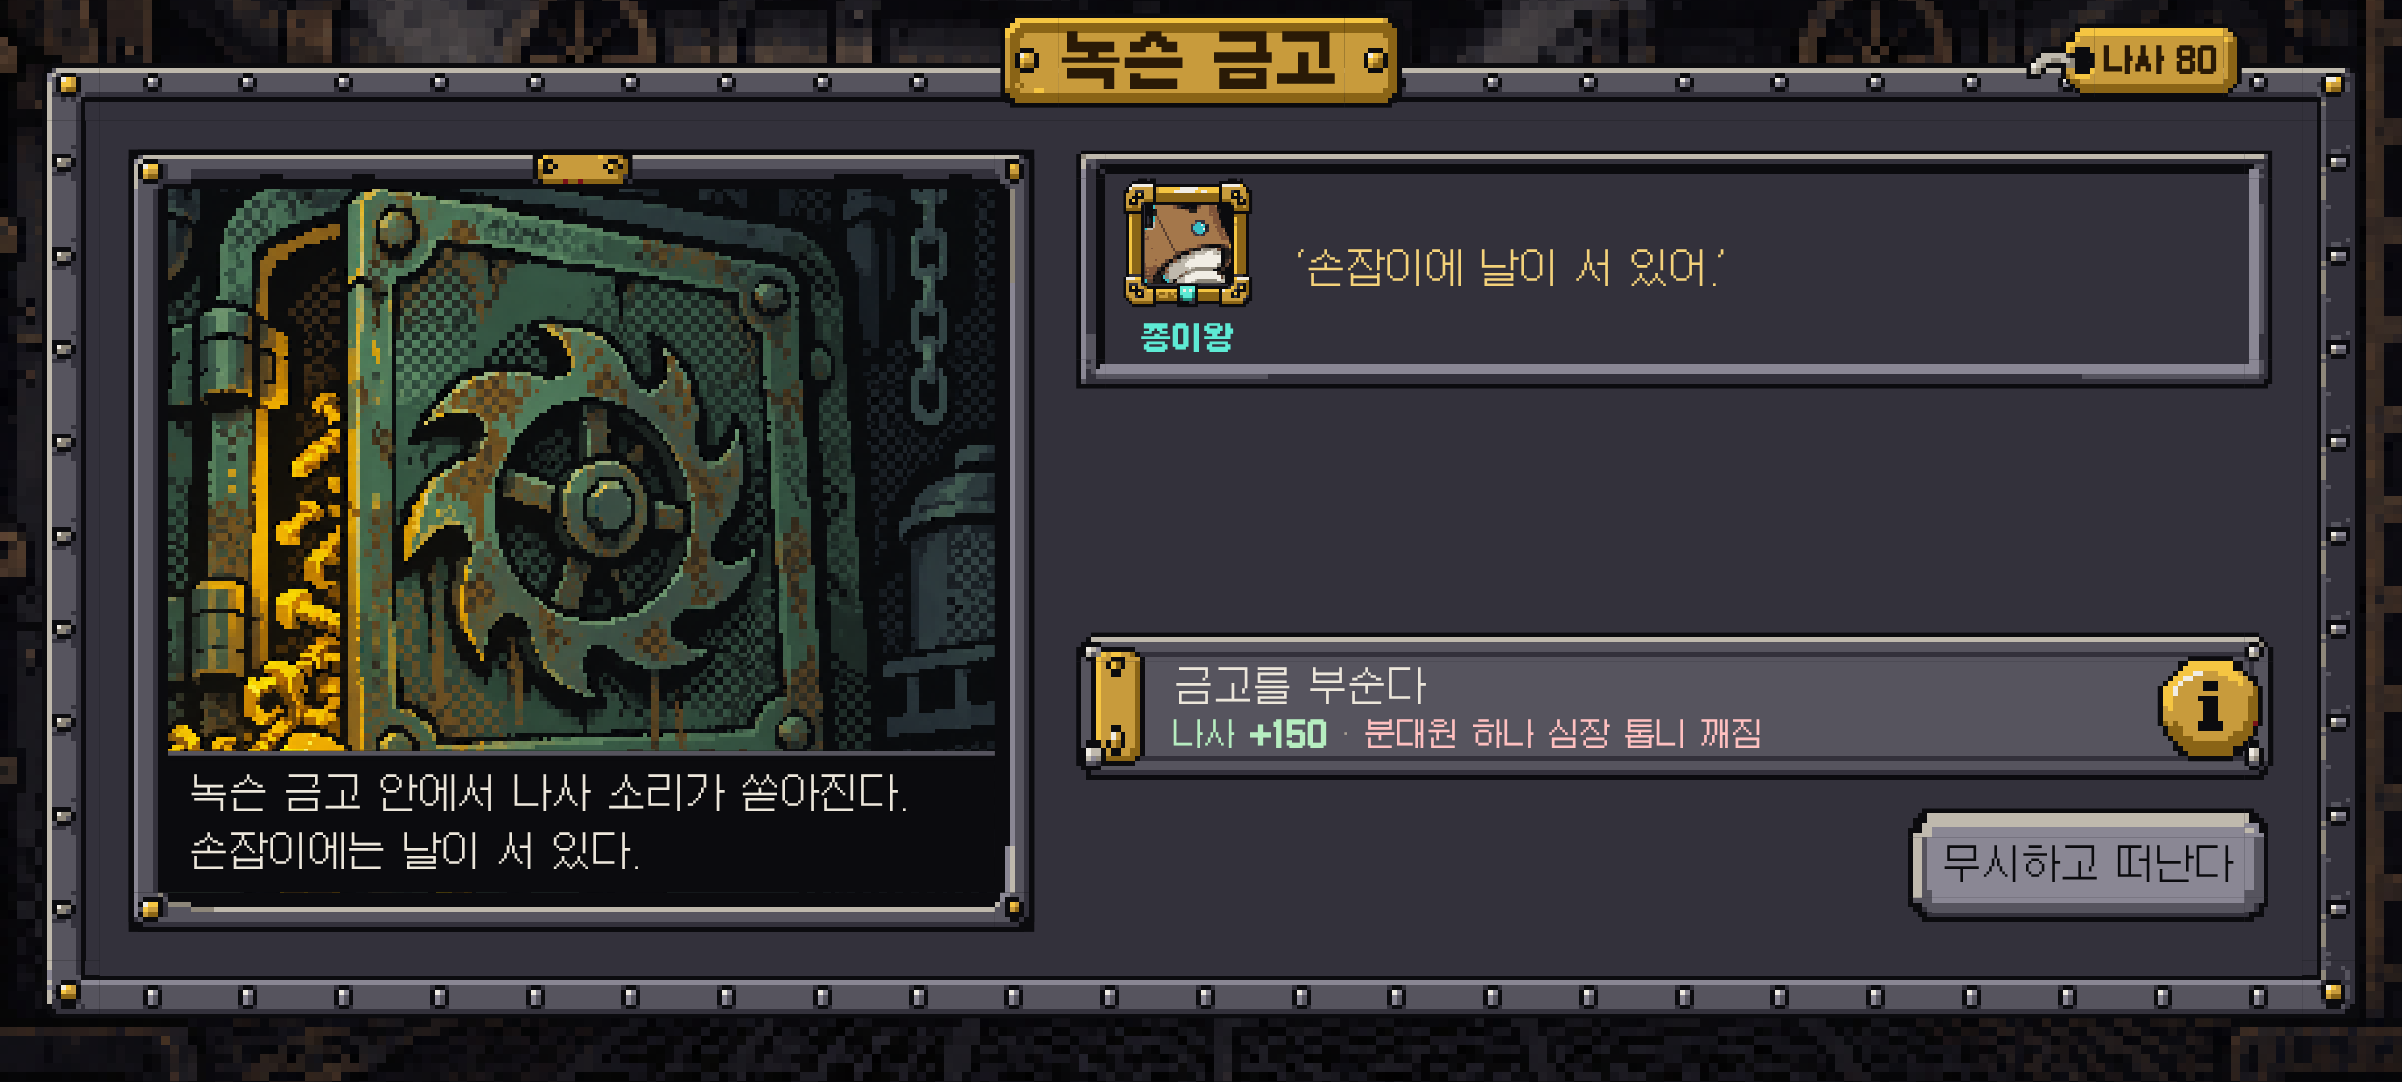 녹슨 금고
나사 80
'손잡이에 날이 서 있어.'
종이왕
녹슨 금고 안에서 나사 소리가 쏟아진다.
손잡이에는 날이 서 있다.
금고를 부순다
나사 +150 · 분대원 하나 심장 톱니 깨짐
i
무시하고 떠난다